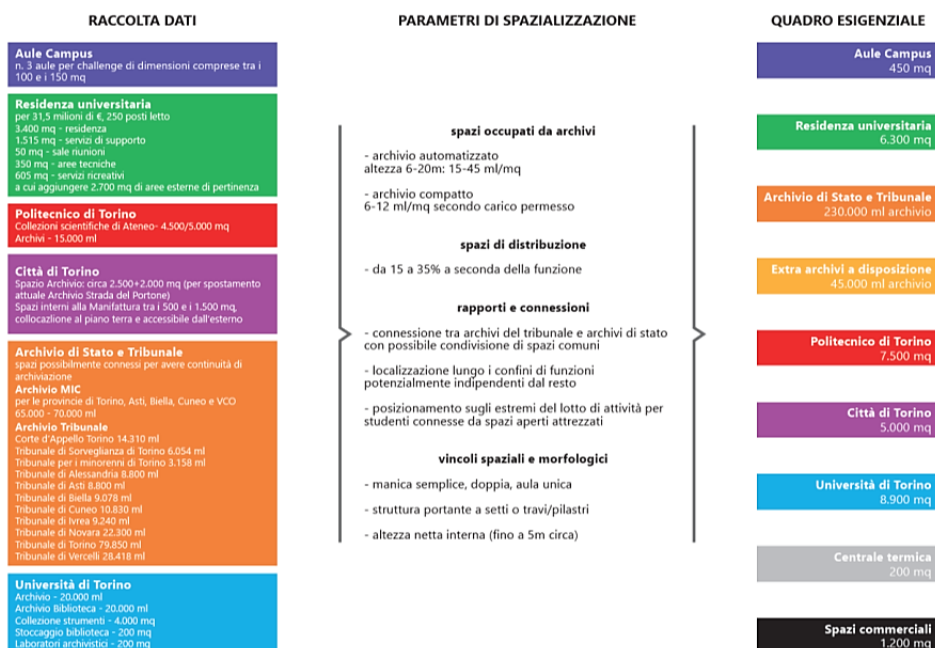 RACCOLTA DATI
Aule Campus
n. 3 aule per challenge di dimensioni comprese tra i
100 e i 150 mq
Residenza universitaria
per 31,5 milioni di €, 250 posti letto
3.400 mq - residenza
1.515 mq - servizi di supporto
50 mq - sale riunioni
350 mq - aree tecniche
605 mq - servizi ricreativi
a cui aggiungere 2.700 mq di aree esterne di pertinenza
Politecnico di Torino
Collezioni scientifiche di Ateneo- 4.500/5.000 mq
Archivi - 15.000 ml
Città di Torino
Spazio Archivio: circa 2.500+2.000 mq (per spostamento
attuale Archivio Strada del Portone)
Spazi interni alla Manifattura tra i 500 e i 1.500 mq,
collocazlione al piano terra e accessibile dall'esterno
Archivio di Stato e Tribunale
spazi possibilmente connessi per avere continuità di
archiviazione
Archivio MIC
per le provincie di Torino, Asti, Biella, Cuneo e VCO
65.000 - 70.000 ml
Archivio Tribunale
Corte d'Appello Torino 14.310 ml
Tribunale di Sorveglianza di Torino 6.054 ml
Tribunale per i minorenni di Torino 3.158 ml
Tribunale di Alessandria 8.800 ml
Tribunale di Asti 8.800 ml
Tribunale di Biella 9.078 ml
Tribunale di Cuneo 10.830 ml
Tribunale di Ivrea 9.240 ml
Tribunale di Novara 22.300 ml
Tribunale di Torino 79.850 ml
Tribunale di Vercelli 28.418 ml
Università di Torino
Archivio - 20.000 ml
Archivio Biblioteca - 20.000 ml
Collezione strumenti - 4.000 mq
Stoccaggio biblioteca - 200 mq
Laboratori archivistici - 200 mq
PARAMETRI DI SPAZIALIZZAZIONE
spazi occupati da archivi
- archivio automatizzato
altezza 6-20m: 15-45 ml/mq
- archivio compatto
6-12 ml/mq secondo carico permesso
spazi di distribuzione
- da 15 a 35% a seconda della funzione
rapporti e connessioni
- connessione tra archivi del tribunale e archivi di stato
con possibile condivisione di spazi comuni
- localizzazione lungo i confini di funzioni
potenzialmente indipendenti dal resto
- posizionamento sugli estremi del lotto di attività per
studenti connesse da spazi aperti attrezzati
vincoli spaziali e morfologici
- manica semplice, doppia, aula unica
- struttura portante a setti o travi/pilastri
- altezza netta interna (fino a 5m circa)
QUADRO ESIGENZIALE
Aule Campus
450 mq
Residenza universitaria
6.300 mq
Archivio di Stato e Tribunale
230.000 ml archivio
Extra archivi a disposizione
45.000 ml archivio
Politecnico di Torino
7.500 mq
Città di Torino
5.000 mq
Università di Torino
8.900 mq
Centrale termica
200 mq
Spazi commerciali
1.200 mq